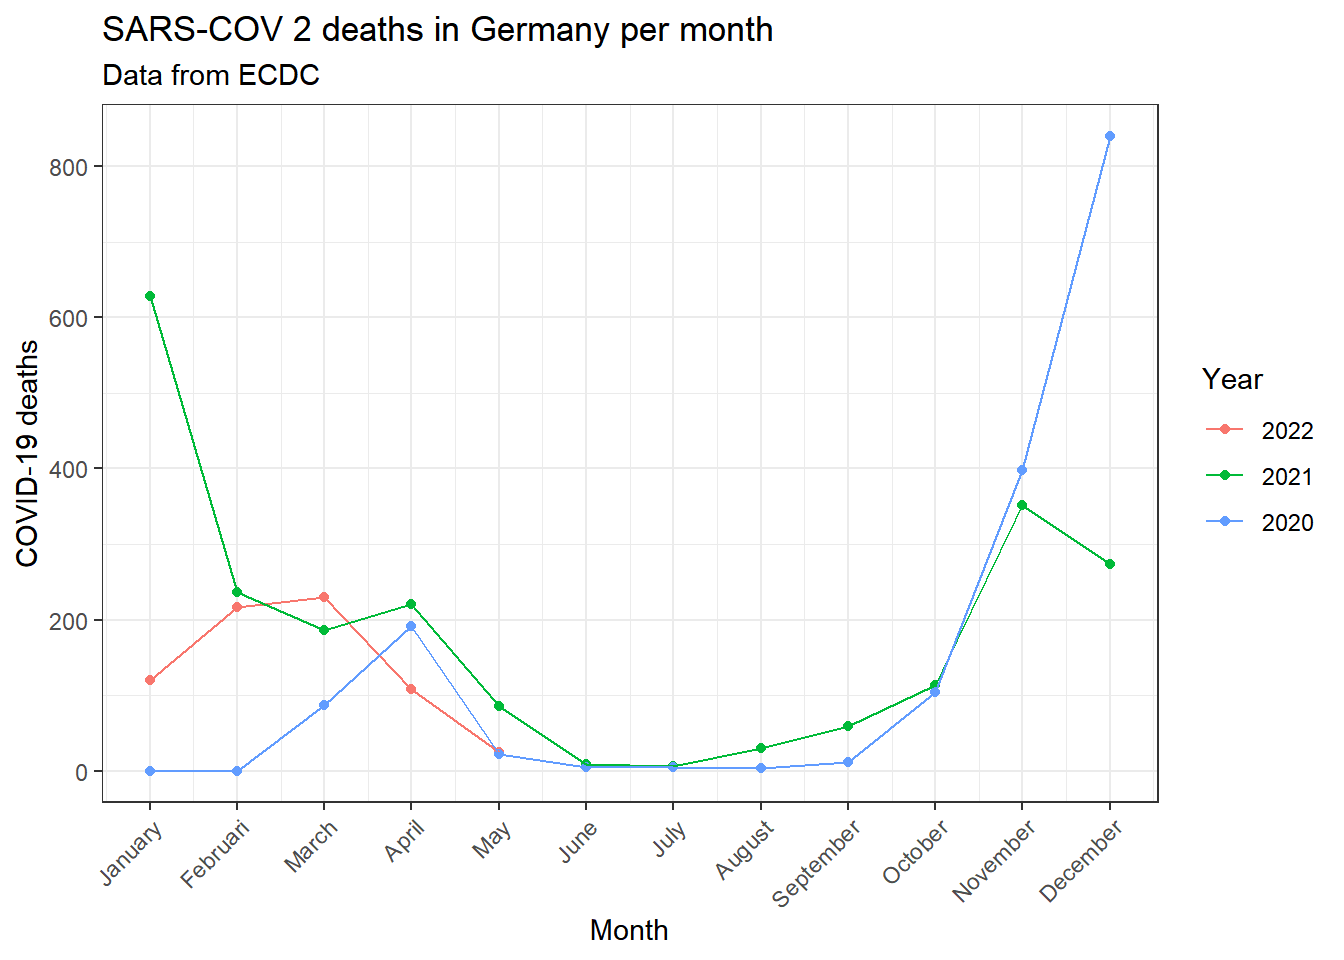 SARS-COV 2 deaths in Germany per month
Data from ECDC
COVID-19 deaths
800
600
400
200
0
January
Februari
March
April
May
June
July
August
September
October
November
December
Month
Year
2022
2021
2020